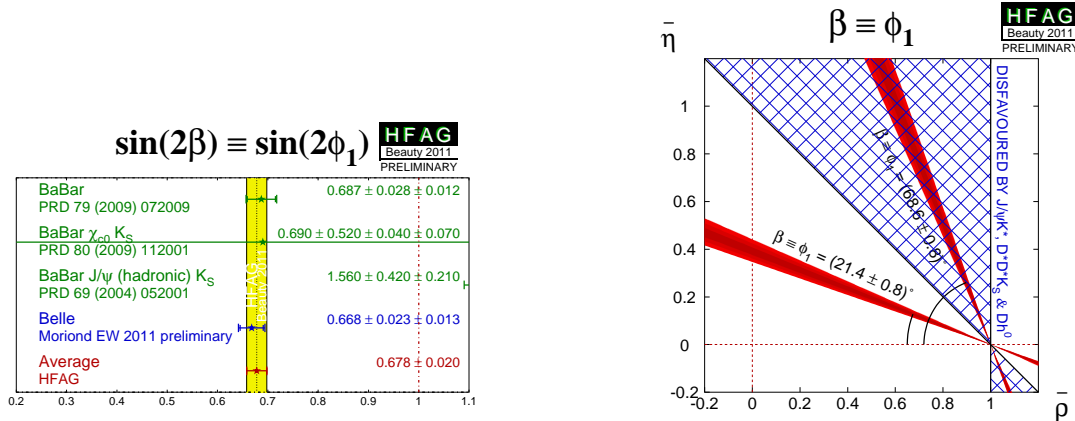 sin(2β) ≡ sin(2ϕ1)
HFAG
Beauty 2011
PRELIMINARY
BaBar
PRD 79 (2009) 072009
0.687 ± 0.028 ± 0.012
BaBar χc0 KS
PRD 80 (2009) 112001
0.690 ± 0.520 ± 0.040 ± 0.070
BaBar J/ψ (hadronic) KS
PRD 69 (2004) 052001
1.560 ± 0.420 ± 0.210
Belle
Moriond EW 2011 preliminary
0.668 ± 0.023 ± 0.013
Average
HFAG
0.678 ± 0.020
HFAG
Beauty 2011
0.2 0.3 0.4 0.5 0.6 0.7 0.8 0.9 1 1.1
β ≡ ϕ1
HFAG
Beauty 2011
PRELIMINARY
η̄
1
0.8
0.6
0.4
0.2
0
-0.2
β ≡ ϕ1 = (68.6 ± 0.8)˚
β ≡ ϕ1 = (21.4 ± 0.8)˚
DISFAVOURED BY J/ψK*, D*D*KS & Dh0
-0.2 0 0.2 0.4 0.6 0.8 1
ρ̄